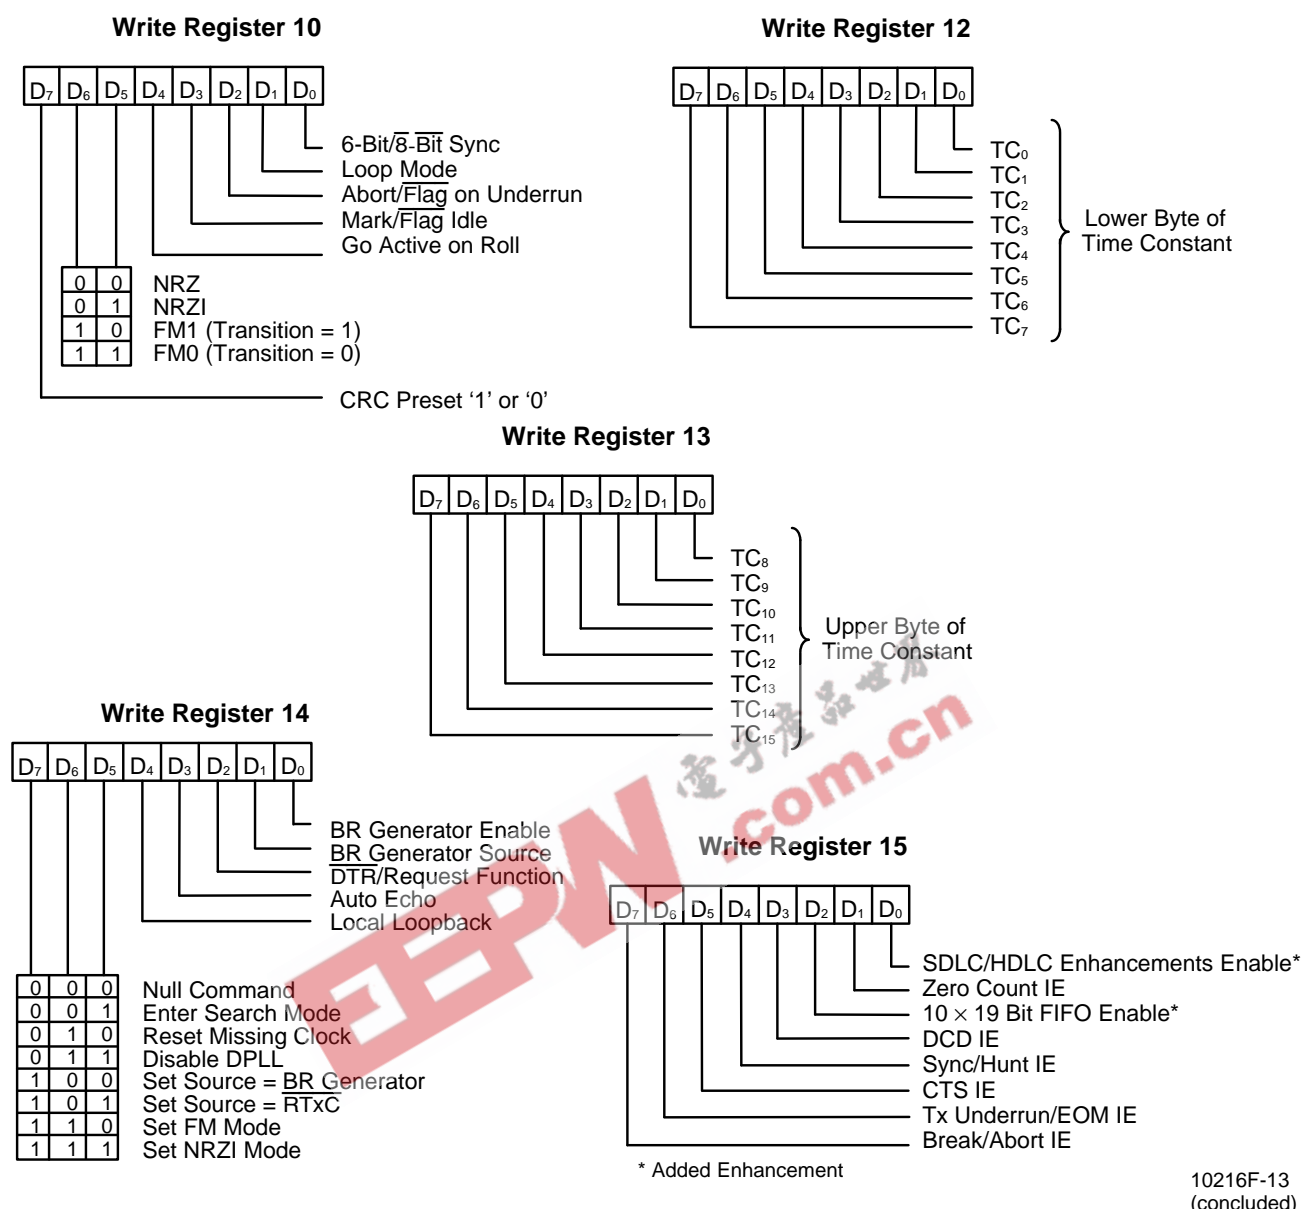 Write Register 10
D7 D6 D5 D4 D3 D2 D1 D0
6-Bit/8-Bit Sync
Loop Mode
Abort/Flag on Underrun
Mark/Flag Idle
Go Active on Roll
0 0 NRZ
0 1 NRZI
1 0 FM1 (Transition = 1)
1 1 FM0 (Transition = 0)
CRC Preset ‘1’ or ‘0’
Write Register 12
D7 D6 D5 D4 D3 D2 D1 D0
TC0
TC1
TC2
TC3
TC4
TC5
TC6
TC7
Lower Byte of
Time Constant
Write Register 13
D7 D6 D5 D4 D3 D2 D1 D0
TC8
TC9
TC10
TC11
TC12
TC13
TC14
TC15
Upper Byte of
Time Constant
Write Register 14
D7 D6 D5 D4 D3 D2 D1 D0
BR Generator Enable
BR Generator Source
DTR/Request Function
Auto Echo
Local Loopback
0 0 0 Null Command
0 0 1 Enter Search Mode
0 1 0 Reset Missing Clock
0 1 1 Disable DPLL
1 0 0 Set Source = BR Generator
1 0 1 Set Source = RTxC
1 1 0 Set FM Mode
1 1 1 Set NRZI Mode
Write Register 15
D7 D6 D5 D4 D3 D2 D1 D0
SDLC/HDLC Enhancements Enable*
Zero Count IE
10 × 19 Bit FIFO Enable*
DCD IE
Sync/Hunt IE
CTS IE
Tx Underrun/EOM IE
Break/Abort IE
* Added Enhancement
10216F-13
(concluded)
EEPW
.com.cn
电子产品世界